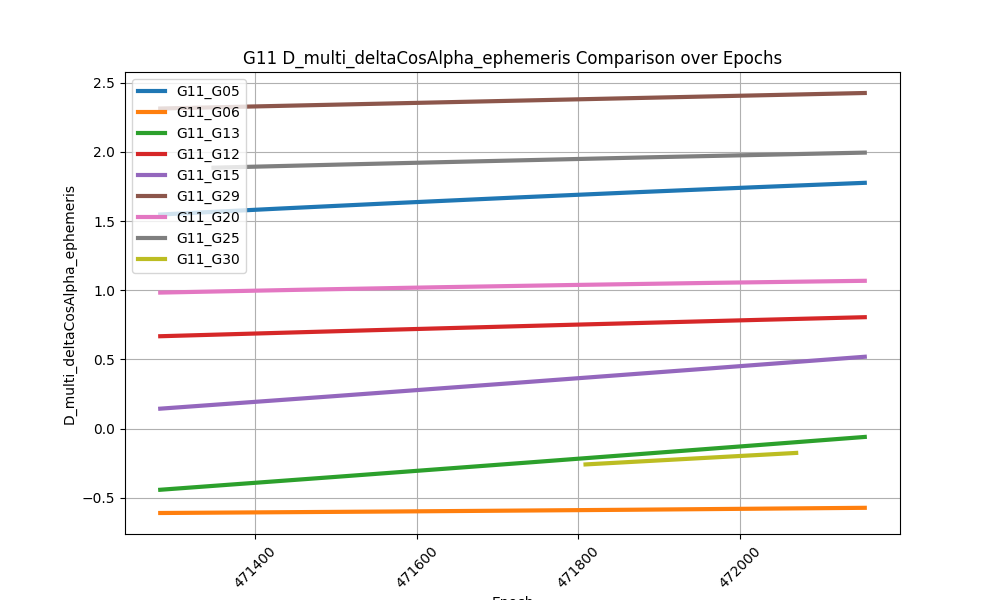 G11 D_multi_deltaCosAlpha_ephemeris Comparison over Epochs
D_multi_deltaCosAlpha_ephemeris
2.5
2.0
1.5
1.0
0.5
0.0
−0.5
G11_G05
G11_G06
G11_G13
G11_G12
G11_G15
G11_G29
G11_G20
G11_G25
G11_G30
471400
471600
471800
472000
Epoch